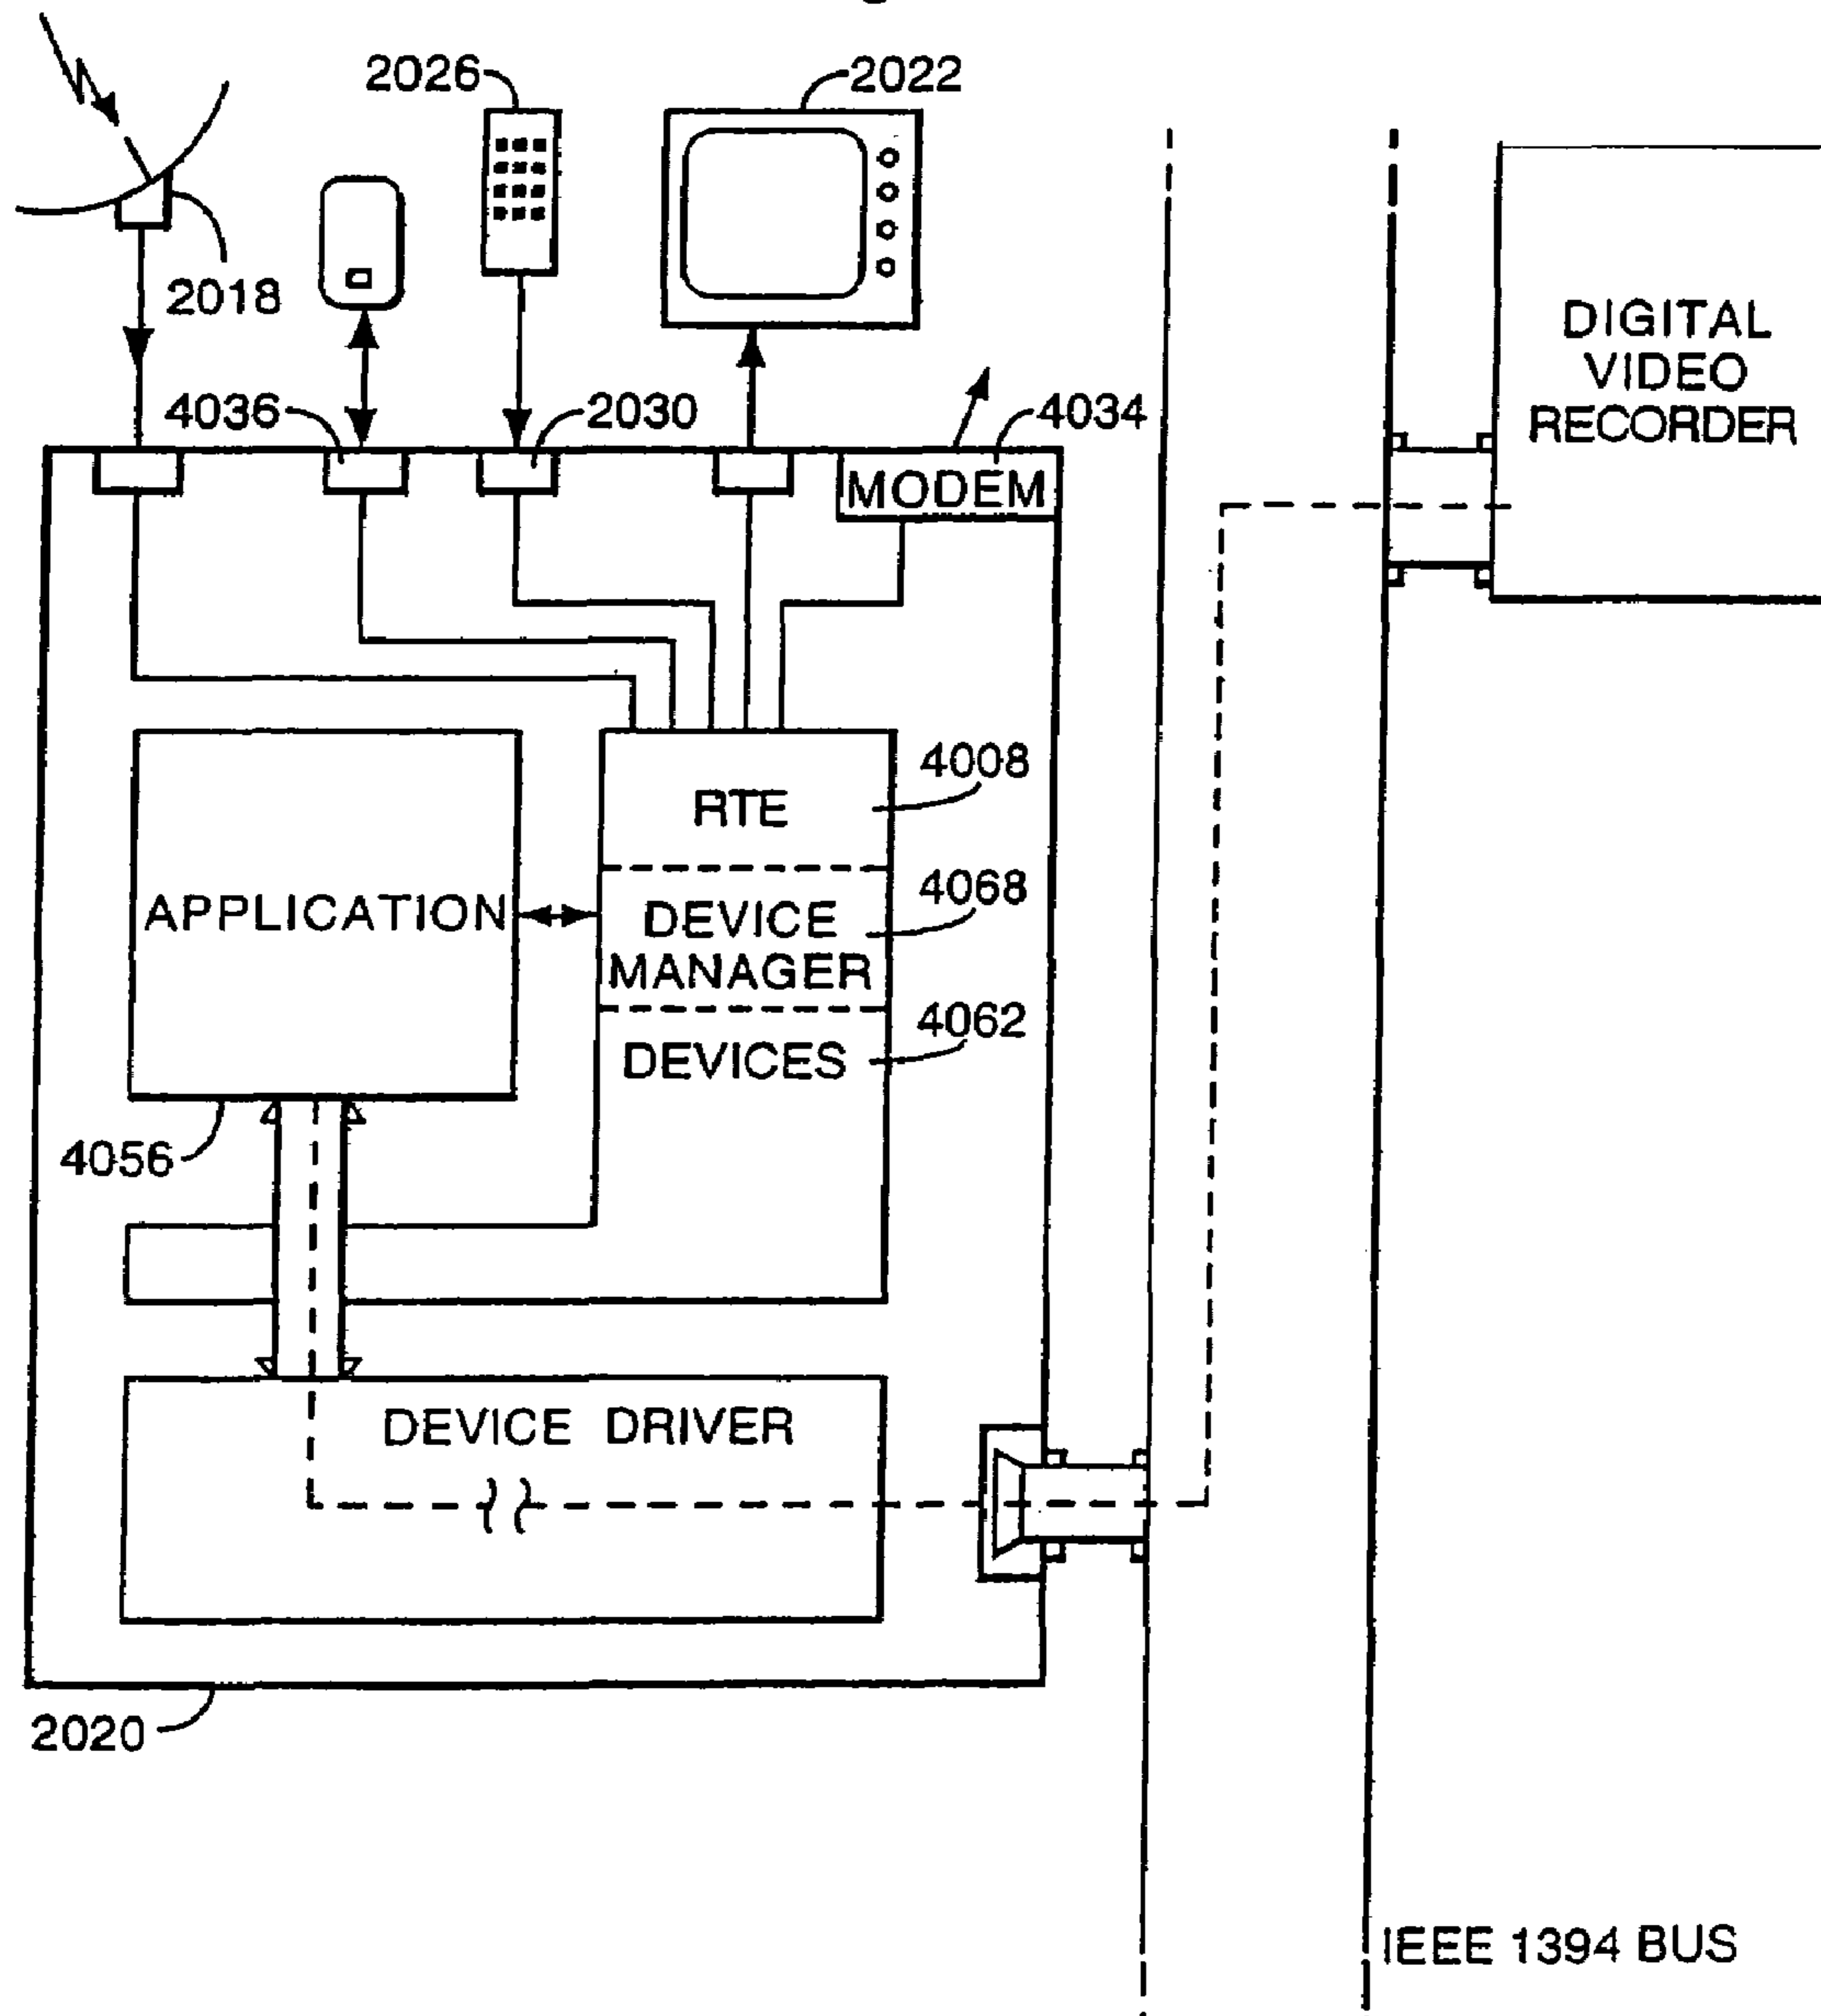 2026
2022
2018
4036
2030
4034
MODEM
DIGITAL
VIDEO
RECORDER
RTE
4008
APPLICATION
DEVICE
MANAGER
4068
DEVICES
4062
4056
DEVICE DRIVER
2020
IEEE 1394 BUS